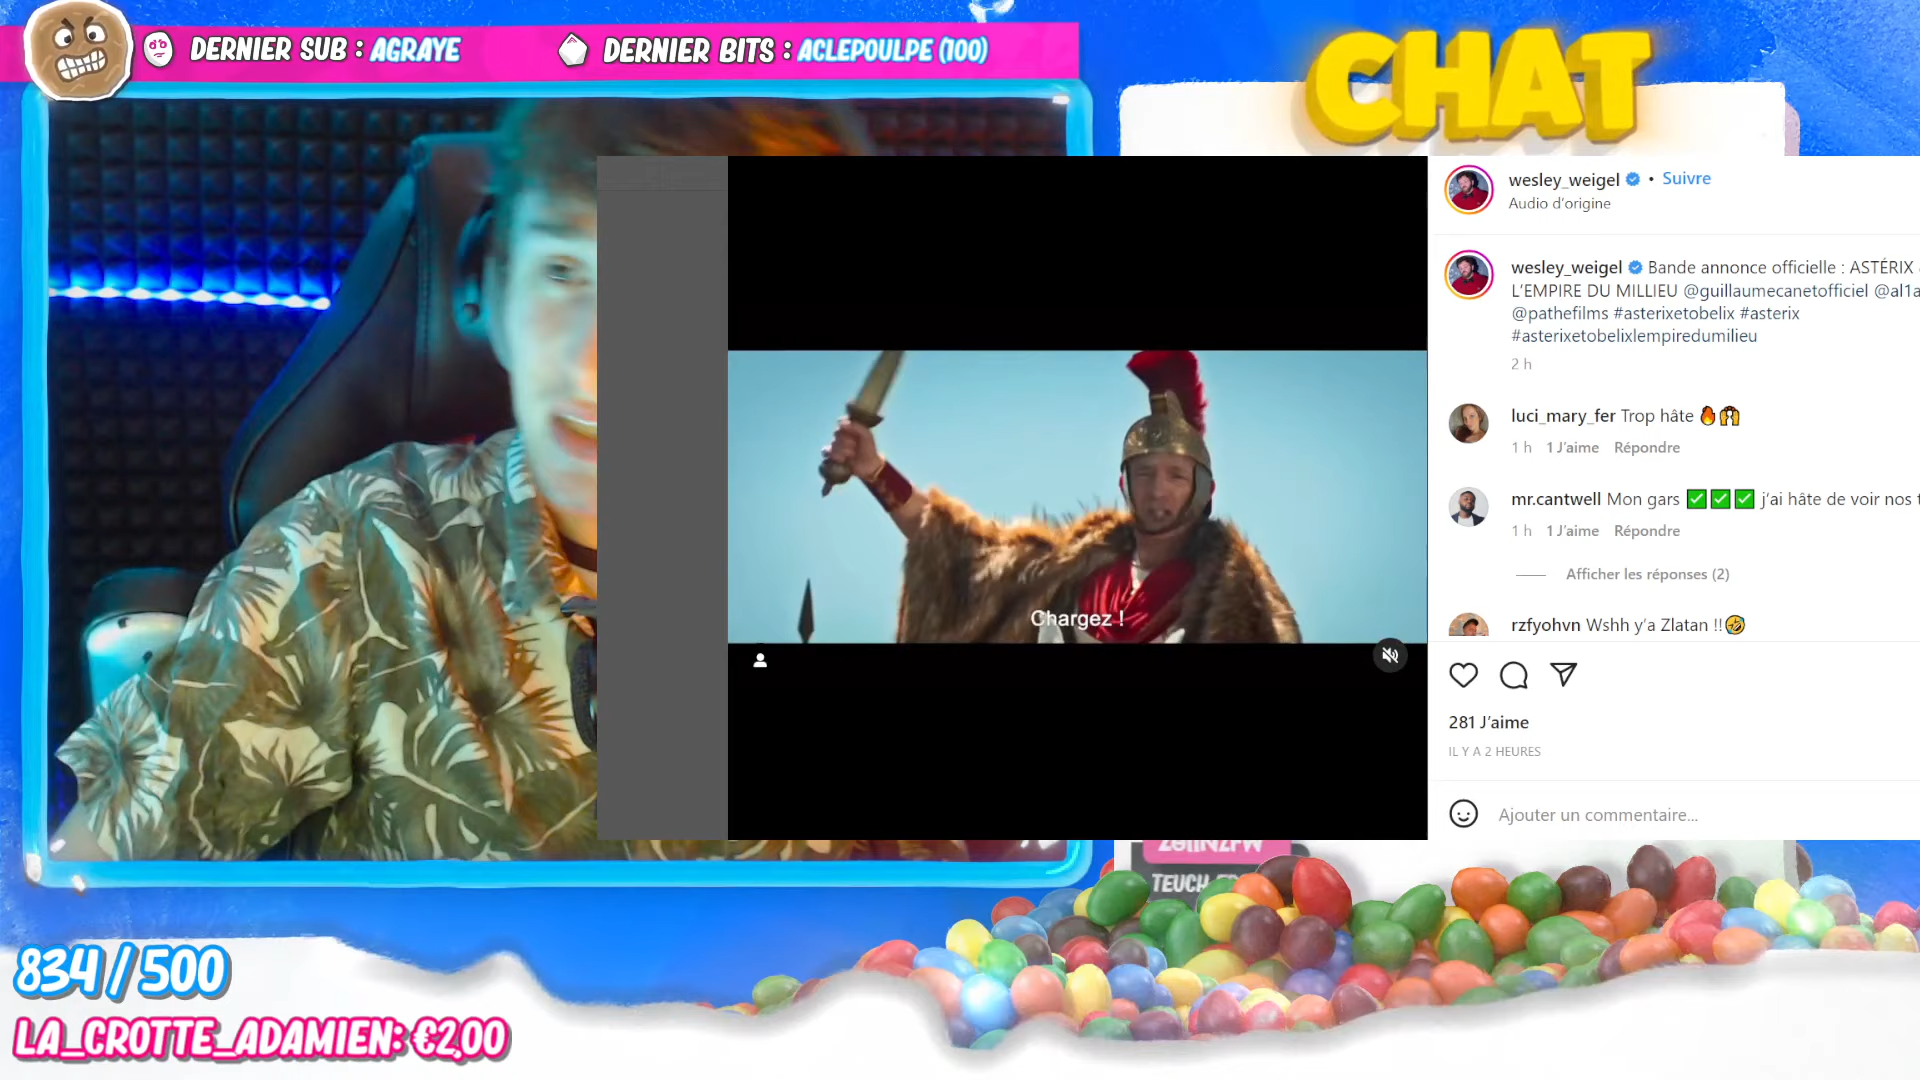 DERNIER SUB : AGRAYE
DERNIER BITS : ACLEPOULPE (100)
CHAT
wesley_weigel • Suivre
Audio d'origine
wesley_weigel Bande annonce officielle : ASTÉRIX
L'EMPIRE DU MILLIEU @guillaumecanetofficiel @al1a
@pathefilms #asterixetobelix #asterix
#asterixetobelixlempiredumilieu
2 h
luci_mary_fer Trop hâte 🔥🙌
1 h 1 J'aime Répondre
mr.cantwell Mon gars ✅✅✅ j'ai hâte de voir nos
1 h 1 J'aime Répondre
Afficher les réponses (2)
rzfyohvn Wshh y'a Zlatan !!🤣
Chargez !
281 J'aime
IL Y A 2 HEURES
Ajouter un commentaire...
834 / 500
LA_CROTTE_ADAMIEN: €2,00